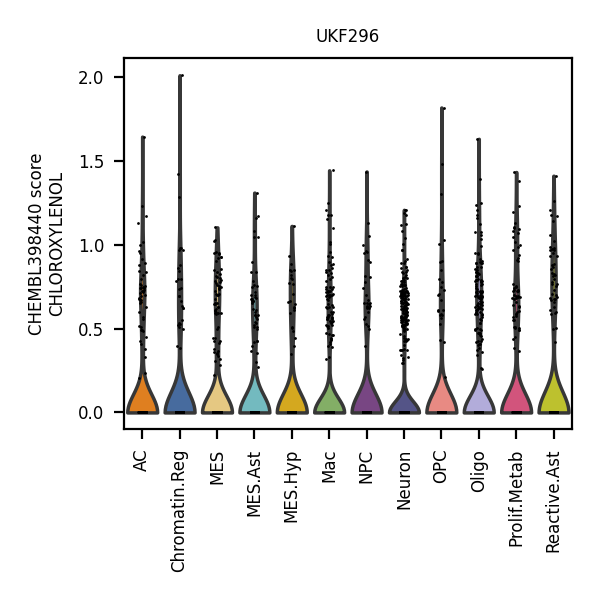 UKF296
CHEMBL398440 score
CHLOROXYLENOL
2.0
1.5
1.0
0.5
0.0
AC
Chromatin.Reg
MES
MES.Ast
MES.Hyp
Mac
NPC
Neuron
OPC
Oligo
Prolif.Metab
Reactive.Ast